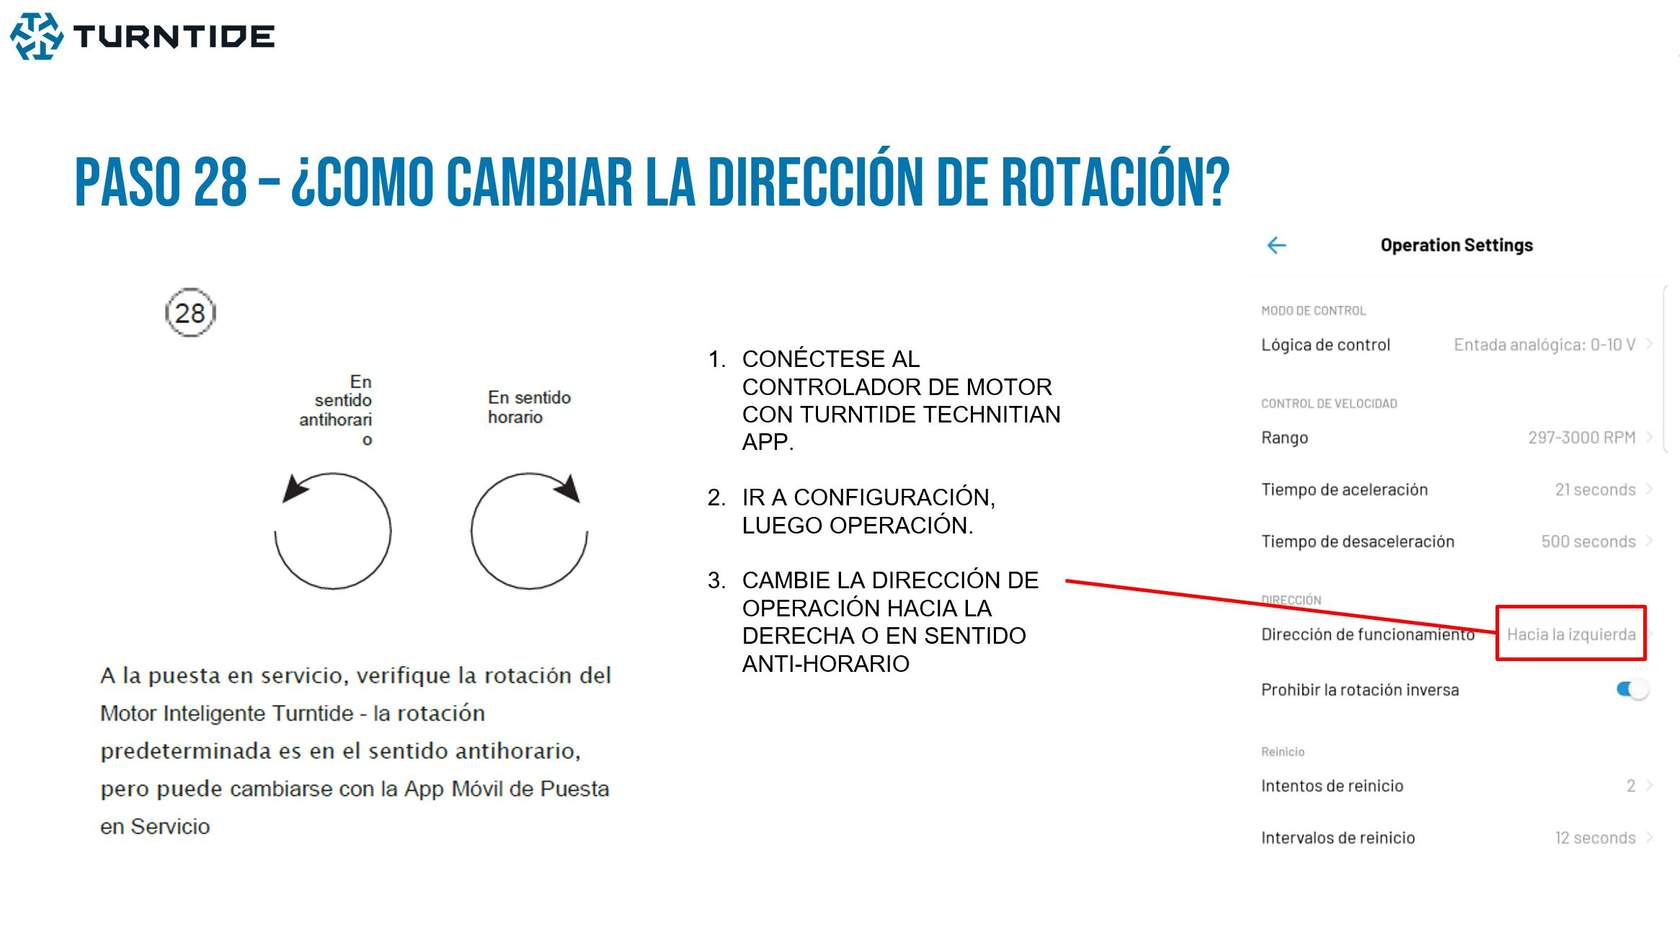 TURNTIDE
PASO 28 – ¿COMO CAMBIAR LA DIRECCIÓN DE ROTACIÓN?
28
En
sentido
antihorari
o
En sentido
horario
A la puesta en servicio, verifique la rotación del
Motor Inteligente Turntide - la rotación
predeterminada es en el sentido antihorario,
pero puede cambiarse con la App Móvil de Puesta
en Servicio
1. CONÉCTESE AL
CONTROLADOR DE MOTOR
CON TURNTIDE TECHNITIAN
APP.
2. IR A CONFIGURACIÓN,
LUEGO OPERACIÓN.
3. CAMBIE LA DIRECCIÓN DE
OPERACIÓN HACIA LA
DERECHA O EN SENTIDO
ANTI-HORARIO
Operation Settings
MODO DE CONTROL
Lógica de control Entada analógica: 0-10 V
CONTROL DE VELOCIDAD
Rango 297-3000 RPM
Tiempo de aceleración 21 seconds
Tiempo de desaceleración 500 seconds
DIRECCIÓN
Dirección de funcionamiento Hacia la izquierda
Prohibir la rotación inversa
Reinicio
Intentos de reinicio 2
Intervalos de reinicio 12 seconds